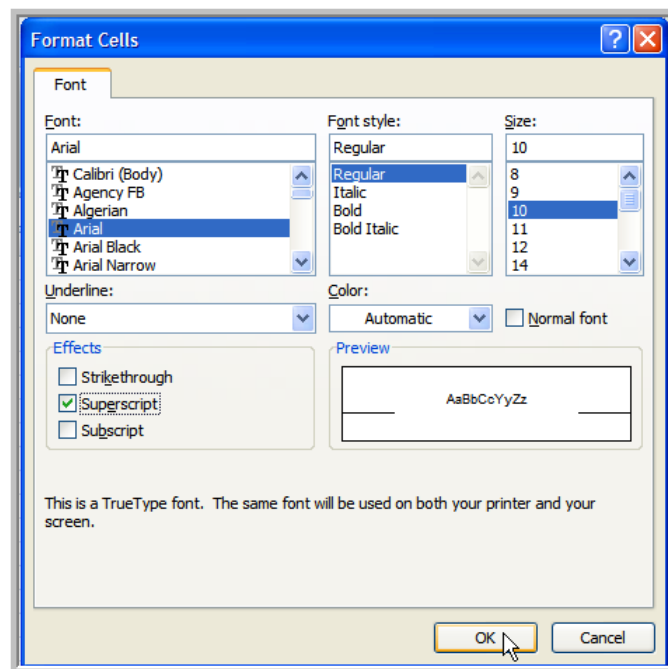 Format Cells
Font
Font:
Font style:
Size:
Arial
Regular
10
Calibri (Body)
Agency FB
Algerian
Arial
Arial Black
Arial Narrow
Regular
Italic
Bold
Bold Italic
8
9
10
11
12
14
Underline:
Color:
None
Automatic
Normal font
Effects
Strikethrough
Superscript
Subscript
Preview
AaBbCcYyZz
This is a TrueType font. The same font will be used on both your printer and your
screen.
OK
Cancel